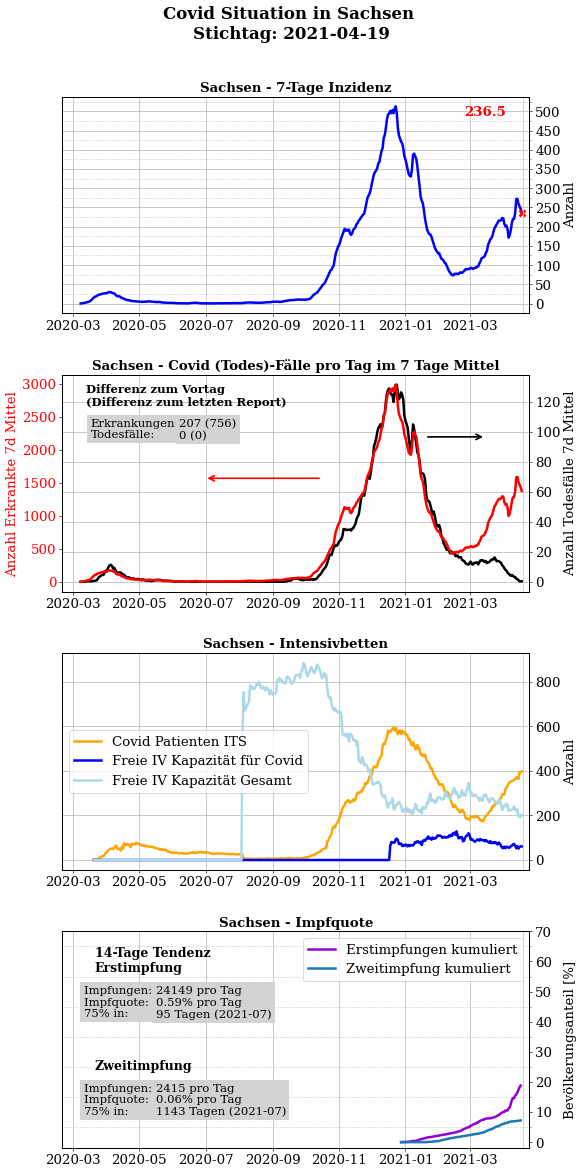 Covid Situation in Sachsen
Stichtag: 2021-04-19
Sachsen - 7-Tage Inzidenz
236.5
500
450
400
350
300
250
200
150
100
50
0
Anzahl
2020-03 2020-05 2020-07 2020-09 2020-11 2021-01 2021-03
Sachsen - Covid (Todes)-Fälle pro Tag im 7 Tage Mittel
Anzahl Erkrankte 7d Mittel
3000
2500
2000
1500
1000
500
0
Differenz zum Vortag
(Differenz zum letzten Report)
Erkrankungen 207 (756)
Todesfälle: 0 (0)
120
100
80
60
40
20
0
Anzahl Todesfälle 7d Mittel
2020-03 2020-05 2020-07 2020-09 2020-11 2021-01 2021-03
Sachsen - Intensivbetten
Covid Patienten ITS
Freie IV Kapazität für Covid
Freie IV Kapazität Gesamt
800
600
400
200
0
Anzahl
2020-03 2020-05 2020-07 2020-09 2020-11 2021-01 2021-03
Sachsen - Impfquote
14-Tage Tendenz
Erstimpfung
Impfungen: 24149 pro Tag
Impfquote: 0.59% pro Tag
75% in: 95 Tagen (2021-07)
Zweitimpfung
Impfungen: 2415 pro Tag
Impfquote: 0.06% pro Tag
75% in: 1143 Tagen (2021-07)
Erstimpfungen kumuliert
Zweitimpfung kumuliert
70
60
50
40
30
20
10
0
Bevölkerungsanteil [%]
2020-03 2020-05 2020-07 2020-09 2020-11 2021-01 2021-03